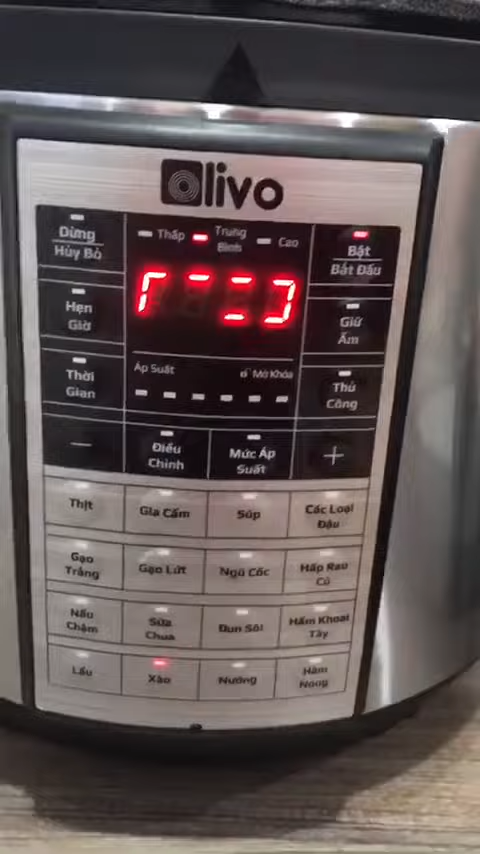 Olivo
Dừng
Hủy Bỏ
Thấp
Trung
Bình
Cao
Bật
Bắt Đầu
Hẹn
Giờ
Giữ
Ấm
Thời
Gian
Áp Suất
Mở Khóa
Thủ
Công
−
Điều
Chỉnh
Mức Áp
Suất
+
Thịt
Gia Cầm
Súp
Các Loại
Đậu
Gạo
Trắng
Gạo Lứt
Ngũ Cốc
Hấp Rau
Củ
Nấu
Chậm
Sữa
Chua
Đun Sôi
Hầm Khoai
Tây
Lẩu
Xào
Nướng
Hâm
Nóng